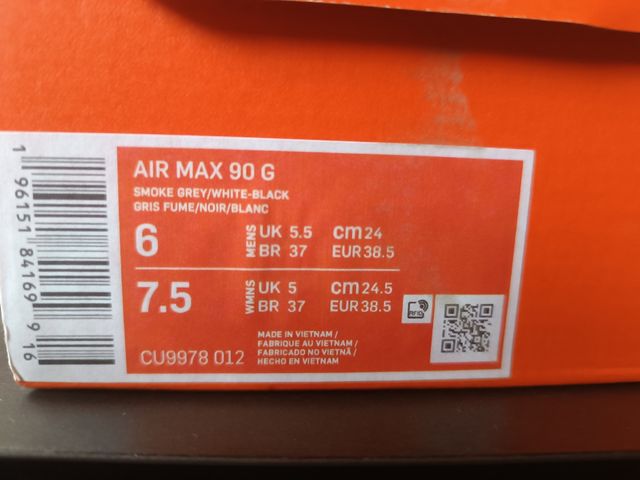 AIR MAX 90 G
SMOKE GREY/WHITE-BLACK
GRIS FUME/NOIR/BLANC
6 MENS UK 5.5 cm 24
BR 37 EUR 38.5
7.5 WMNS UK 5 cm 24.5
BR 37 EUR 38.5
RFID
CU9978 012
MADE IN VIETNAM /
FABRIQUE AU VIETNAM /
FABRICADO NO VIETNÃ /
HECHO EN VIETNAM
1 96151 84169 9 16